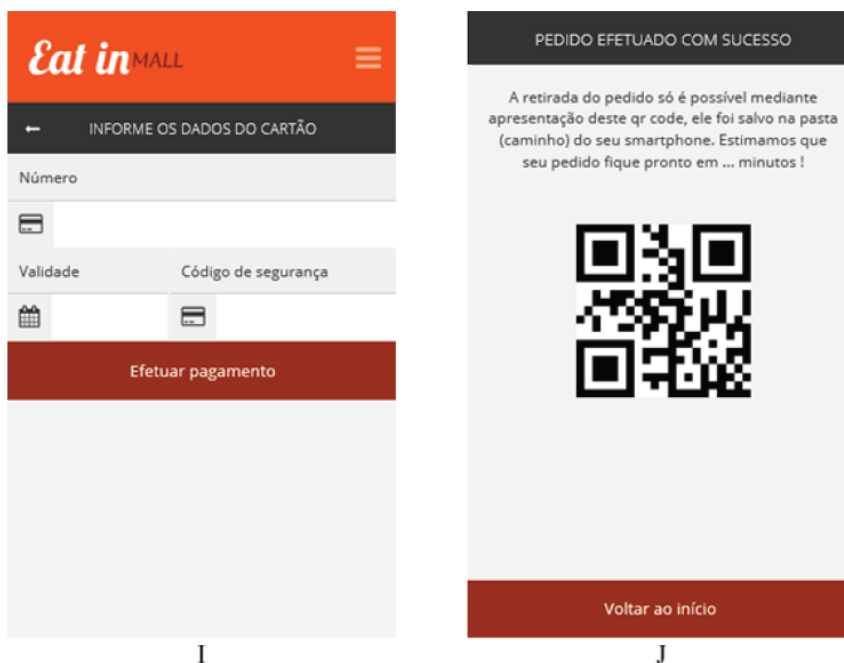 Eat in MALL
INFORME OS DADOS DO CARTÃO
Número
Validade
Código de segurança
Efetuar pagamento
I
PEDIDO EFETUADO COM SUCESSO
A retirada do pedido só é possível mediante
apresentação deste qr code, ele foi salvo na pasta
(caminho) do seu smartphone. Estimamos que
seu pedido fique pronto em ... minutos !
Voltar ao início
J